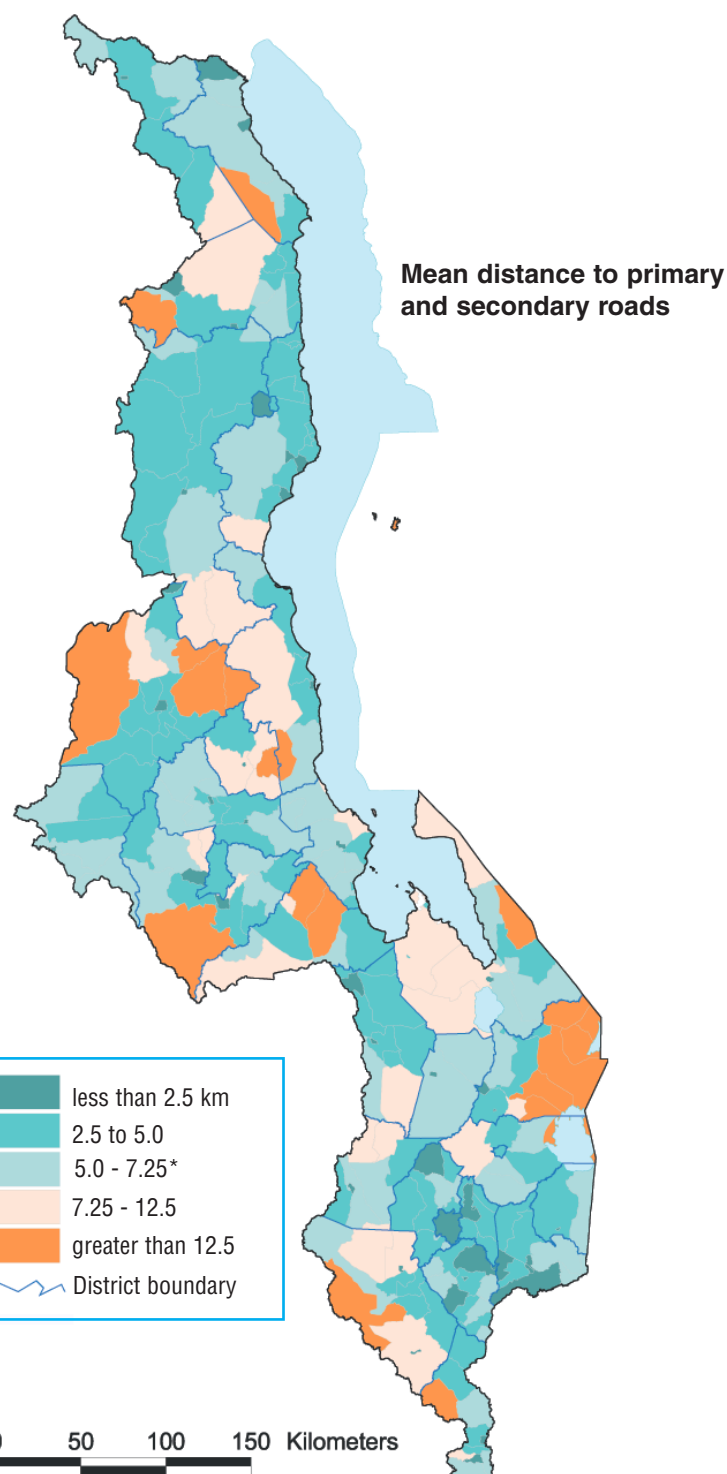 Mean distance to primary
and secondary roads
less than 2.5 km
2.5 to 5.0
5.0 - 7.25*
7.25 - 12.5
greater than 12.5
District boundary
0 50 100 150 Kilometers